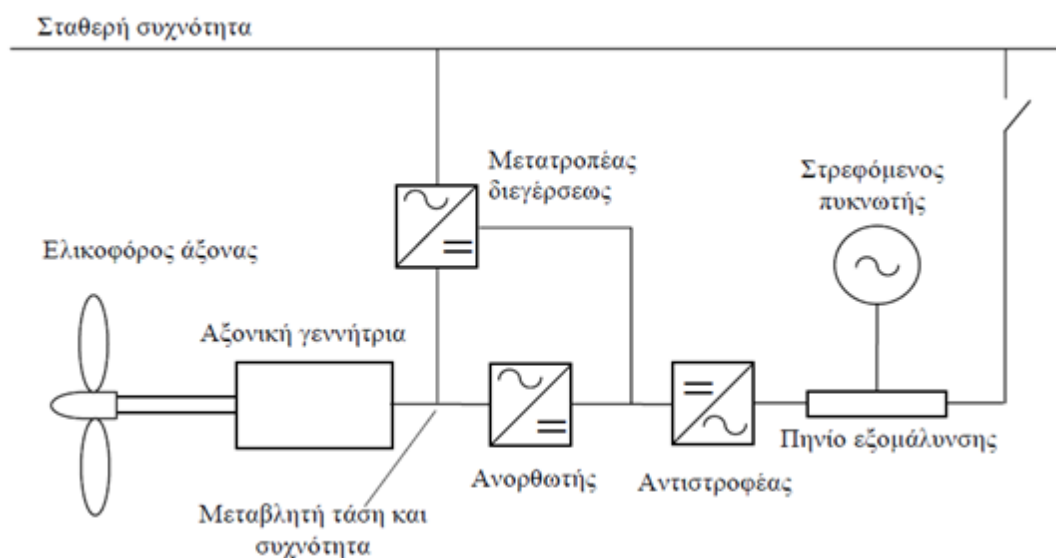 Σταθερή συχνότητα
Μετατροπέας
διεγέρσεως
Στρεφόμενος
πυκνωτής
Ελικοφόρος άξονας
Αξονική γεννήτρια
Πηνίο εξομάλυνσης
Ανορθωτής
Αντιστροφέας
Μεταβλητή τάση και
συχνότητα